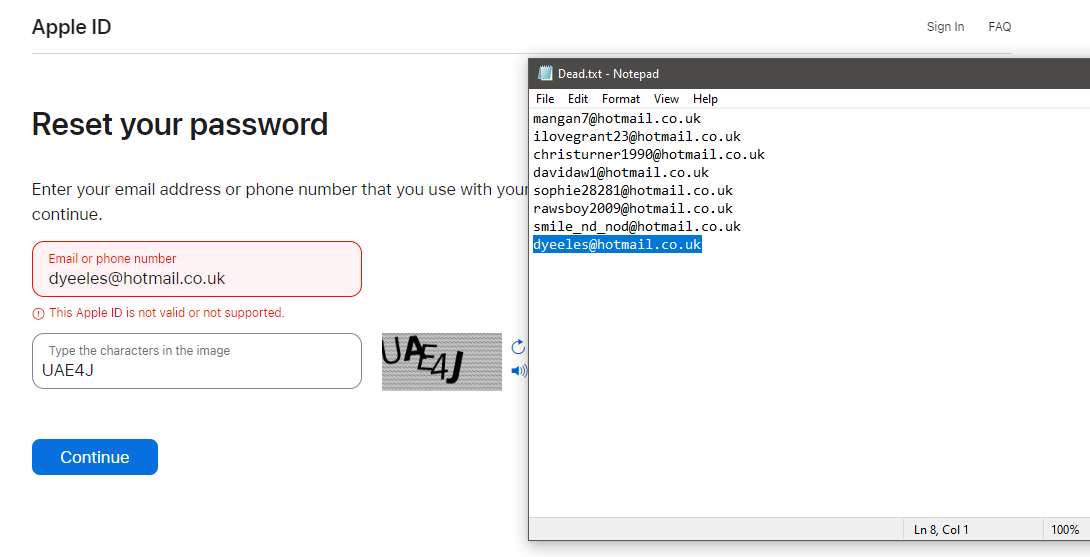 Apple ID
Sign In
FAQ
Reset your password
Enter your email address or phone number that you use with your
continue.
Email or phone number
dyeeles@hotmail.co.uk
This Apple ID is not valid or not supported.
Type the characters in the image
UAE4J
UAE4J
Continue
Dead.txt - Notepad
File Edit Format View Help
mangan7@hotmail.co.uk
ilovegrant23@hotmail.co.uk
christurner1990@hotmail.co.uk
davidaw1@hotmail.co.uk
sophie28281@hotmail.co.uk
rawsboy2009@hotmail.co.uk
smile_nd_nod@hotmail.co.uk
dyeeles@hotmail.co.uk
Ln 8, Col 1
100%